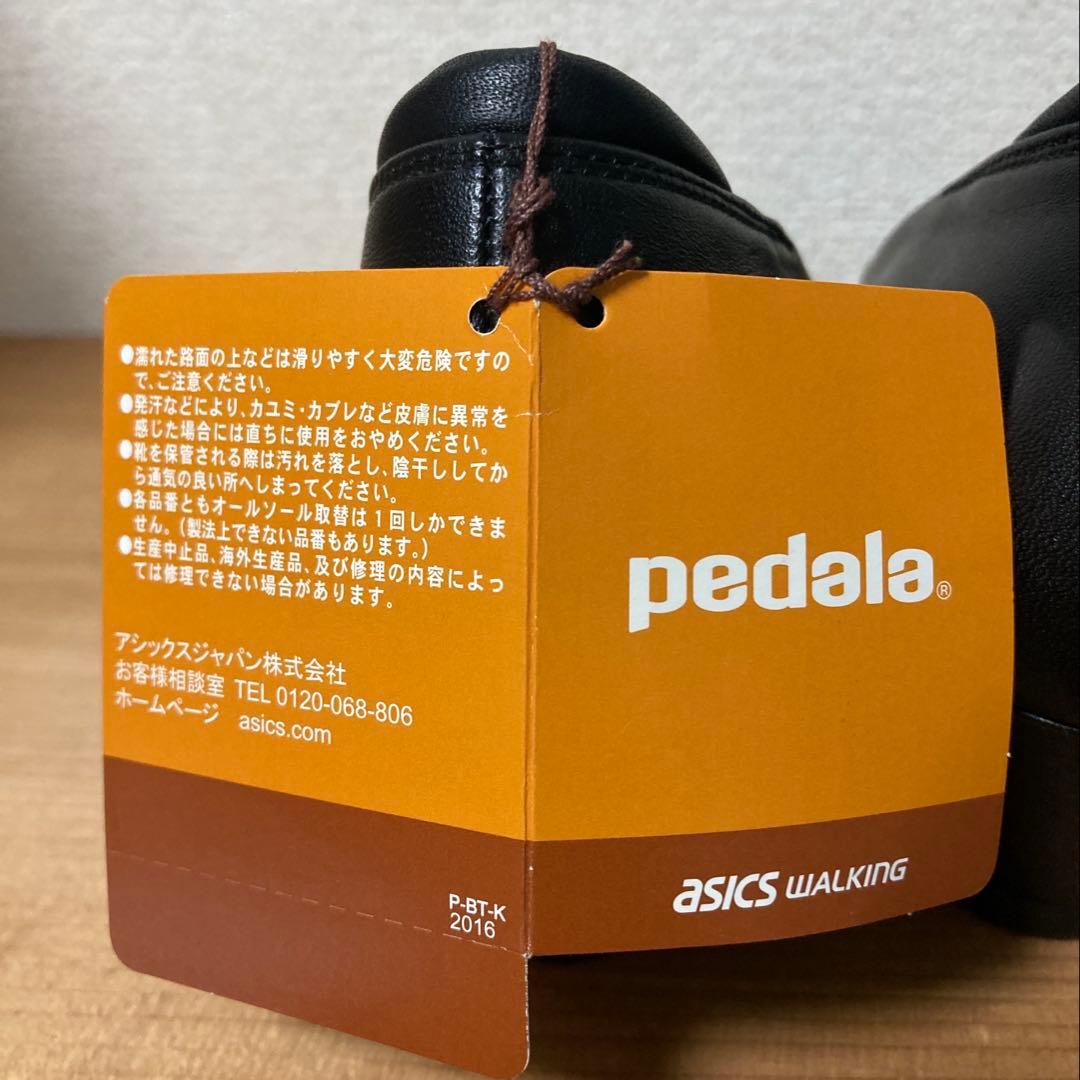 ●濡れた路面の上などは滑りやすく大変危険ですの
で、ご注意ください。
●発汗などにより、カユミ・カブレなど皮膚に異常を
感じた場合には直ちに使用をおやめください。
●靴を保管される際は汚れを落とし、陰干ししてか
ら通気の良い所へしまってください。
●各品番ともオールソール取替は1回しかできま
せん。(製法上できない品番もあります。)
●生産中止品、海外生産品、及び修理の内容によっ
ては修理できない場合があります。
アシックスジャパン株式会社
お客様相談室 TEL 0120-068-806
ホームページ asics.com
P-BT-K
2016
pedala®
asics WALKING